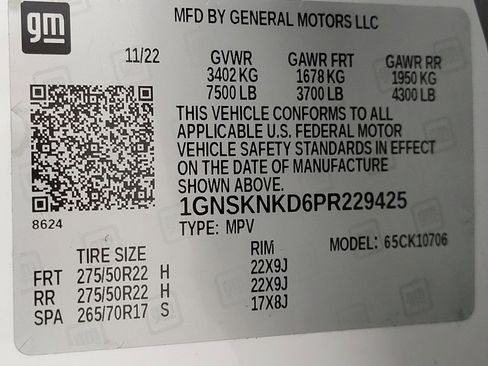 gm
MFD BY GENERAL MOTORS LLC
11/22 GVWR GAWR FRT GAWR RR
3402 KG 1678 KG 1950 KG
7500 LB 3700 LB 4300 LB
THIS VEHICLE CONFORMS TO ALL
APPLICABLE U.S. FEDERAL MOTOR
VEHICLE SAFETY STANDARDS IN EFFECT
ON THE DATE OF MANUFACTURE
SHOWN ABOVE.
1GNSKNKD6PR229425
8624
TYPE: MPV
MODEL: 65CK10706
TIRE SIZE RIM
FRT 275/50R22 H 22X9J
RR 275/50R22 H 22X9J
SPA 265/70R17 S 17X8J